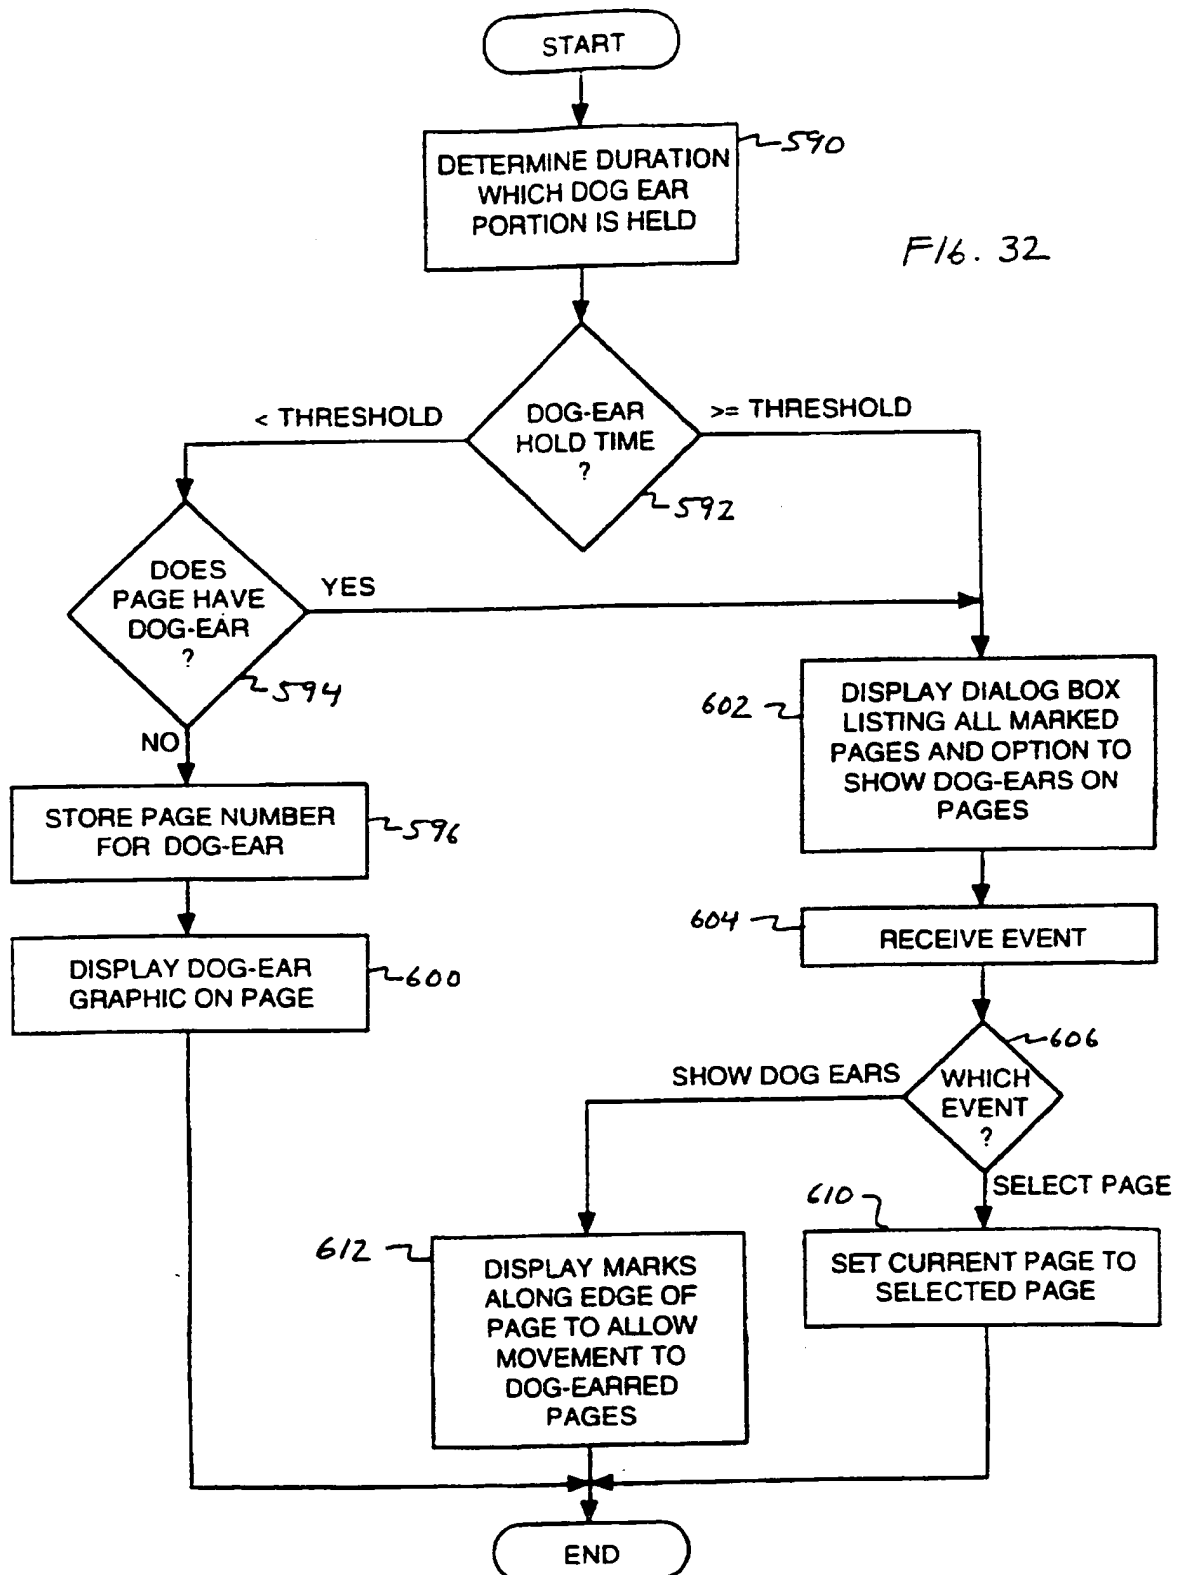 START
DETERMINE DURATION
WHICH DOG EAR
PORTION IS HELD
590
FIG. 32
DOG-EAR
HOLD TIME
?
592
< THRESHOLD
>= THRESHOLD
DOES
PAGE HAVE
DOG-EAR
?
594
YES
NO
STORE PAGE NUMBER
FOR DOG-EAR
596
DISPLAY DOG-EAR
GRAPHIC ON PAGE
600
602
DISPLAY DIALOG BOX
LISTING ALL MARKED
PAGES AND OPTION TO
SHOW DOG-EARS ON
PAGES
604
RECEIVE EVENT
606
WHICH
EVENT
?
SHOW DOG EARS
SELECT PAGE
610
SET CURRENT PAGE TO
SELECTED PAGE
612
DISPLAY MARKS
ALONG EDGE OF
PAGE TO ALLOW
MOVEMENT TO
DOG-EARRED
PAGES
END